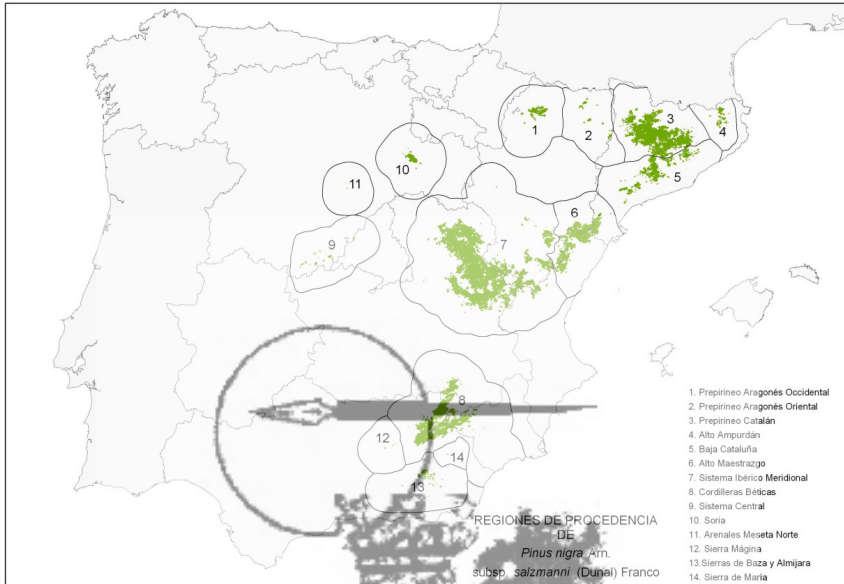 1
2
3
4
5
6
7
8
9
10
11
12
13
14
REGIONES DE PROCEDENCIA
DE
Pinus nigra Arn.
subsp. salzmanni (Dunal) Franco
1. Prepirineo Aragonés Occidental
2. Prepirineo Aragonés Oriental
3. Prepirineo Catalán
4. Alto Ampurdán
5. Baja Cataluña
6. Alto Maestrazgo
7. Sistema Ibérico Meridional
8. Cordilleras Béticas
9. Sistema Central
10. Soria
11. Arenales Meseta Norte
12. Sierra Mágina
13.Sierras de Baza y Almijara
14. Sierra de María